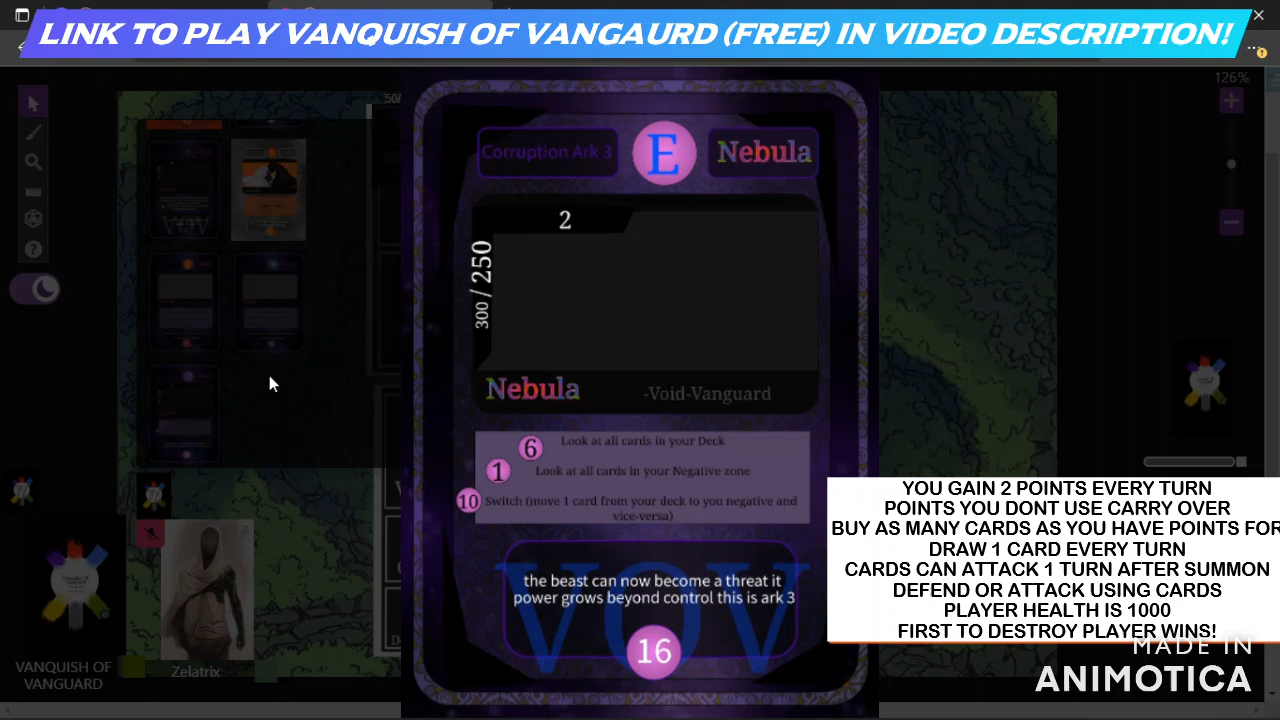 LINK TO PLAY VANQUISH OF VANGAURD (FREE) IN VIDEO DESCRIPTION!
126%
50/
Corruption Ark 3
E
Nebula
2
300 / 250
Nebula
-Void-Vanguard
6 Look at all cards in your Deck
1 Look at all cards in your Negative zone
10 Switch (move 1 card from your deck to you negative and
vice-versa)
VOV
the beast can now become a threat it
power grows beyond control this is ark 3
16
YOU GAIN 2 POINTS EVERY TURN
POINTS YOU DONT USE CARRY OVER
BUY AS MANY CARDS AS YOU HAVE POINTS FOR
DRAW 1 CARD EVERY TURN
CARDS CAN ATTACK 1 TURN AFTER SUMMON
DEFEND OR ATTACK USING CARDS
PLAYER HEALTH IS 1000
FIRST TO DESTROY PLAYER WINS!
MADE IN
ANIMOTICA
VANQUISH OF
VANGUARD
Zelatrix
VOV